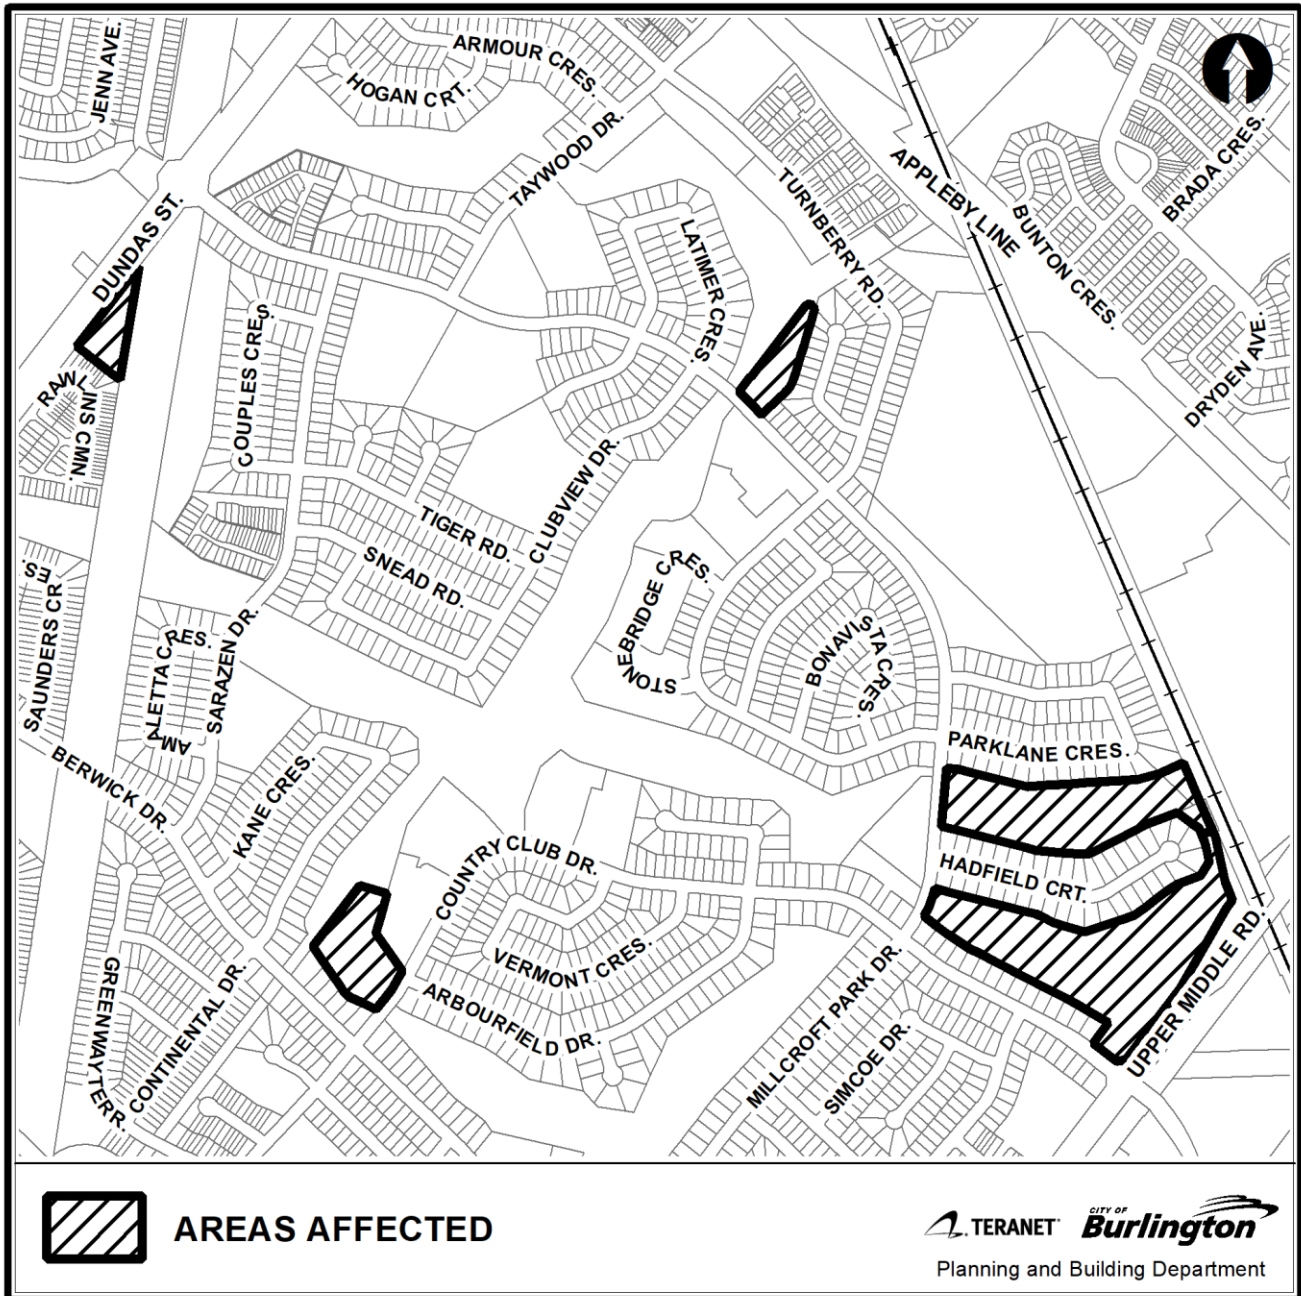 JENN AVE.
ARMOUR CRES.
HOGAN CRT.
TAYWOOD DR.
DUNDAS ST.
TURNBERRY RD.
APPLEBY LINE
BRADA CRES.
BUNTON CRES.
LATIMER CRES.
DRYDEN AVE.
RAWLINS CMN.
COUPLES CRES.
CLUBVIEW DR.
TIGER RD.
SNEAD RD.
SAUNDERS CRES.
STONEBRIDGE CRES.
BONAVISTA CRES.
AMALETTA CRES.
SARAZEN DR.
BERWICK DR.
KANE CRES.
PARKLANE CRES.
HADFIELD CRT.
COUNTRY CLUB DR.
VERMONT CRES.
ARBOURFIELD DR.
GREENWAY TERR.
CONTINENTAL DR.
MILLCROFT PARK DR.
SIMCOE DR.
UPPER MIDDLE RD.
AREAS AFFECTED
TERANET
CITY OF
Burlington
Planning and Building Department